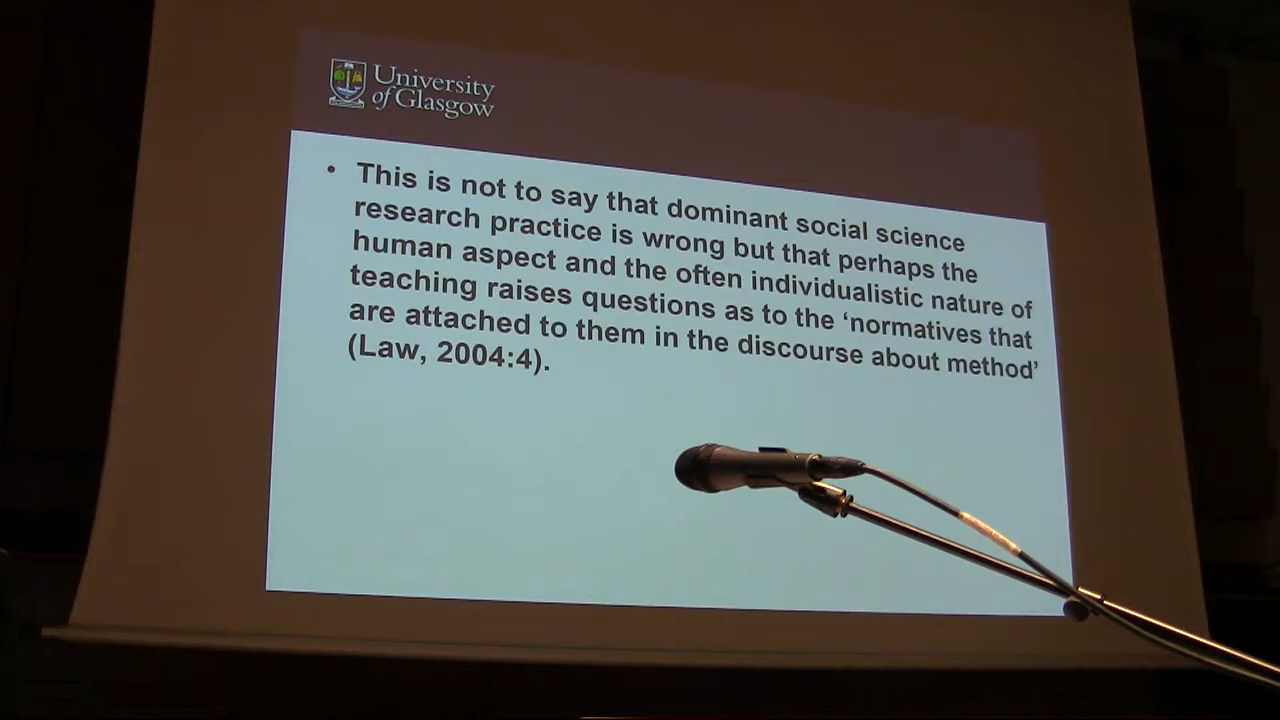 University
of Glasgow
• This is not to say that dominant social science
research practice is wrong but that perhaps the
human aspect and the often individualistic nature of
teaching raises questions as to the ‘normatives that
are attached to them in the discourse about method’
(Law, 2004:4).